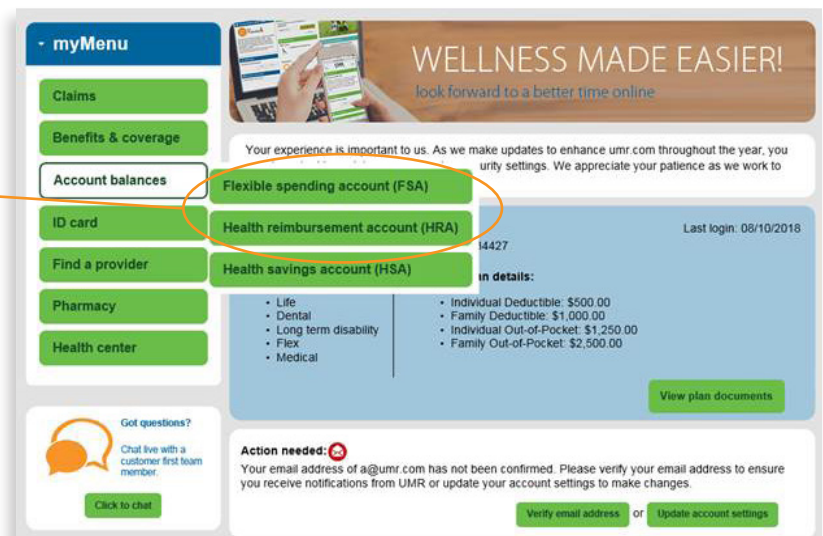 myMenu
Claims
Benefits & coverage
Account balances
ID card
Find a provider
Pharmacy
Health center
Flexible spending account (FSA)
Health reimbursement account (HRA)
Health savings account (HSA)
Got questions?
Chat live with a
customer first team
member.
Click to chat
WELLNESS MADE EASIER!
look forward to a better time online
Your experience is important to us. As we make updates to enhance umr.com throughout the year, you
urity settings. We appreciate your patience as we work to
Last login: 08/10/2018
4427
n details:
• Life
• Dental
• Long term disability
• Flex
• Medical
• Individual Deductible: $500.00
• Family Deductible: $1,000.00
• Individual Out-of-Pocket: $1,250.00
• Family Out-of-Pocket: $2,500.00
View plan documents
Action needed:
Your email address of a@umr.com has not been confirmed. Please verify your email address to ensure
you receive notifications from UMR or update your account settings to make changes.
Verify email address or Update account settings